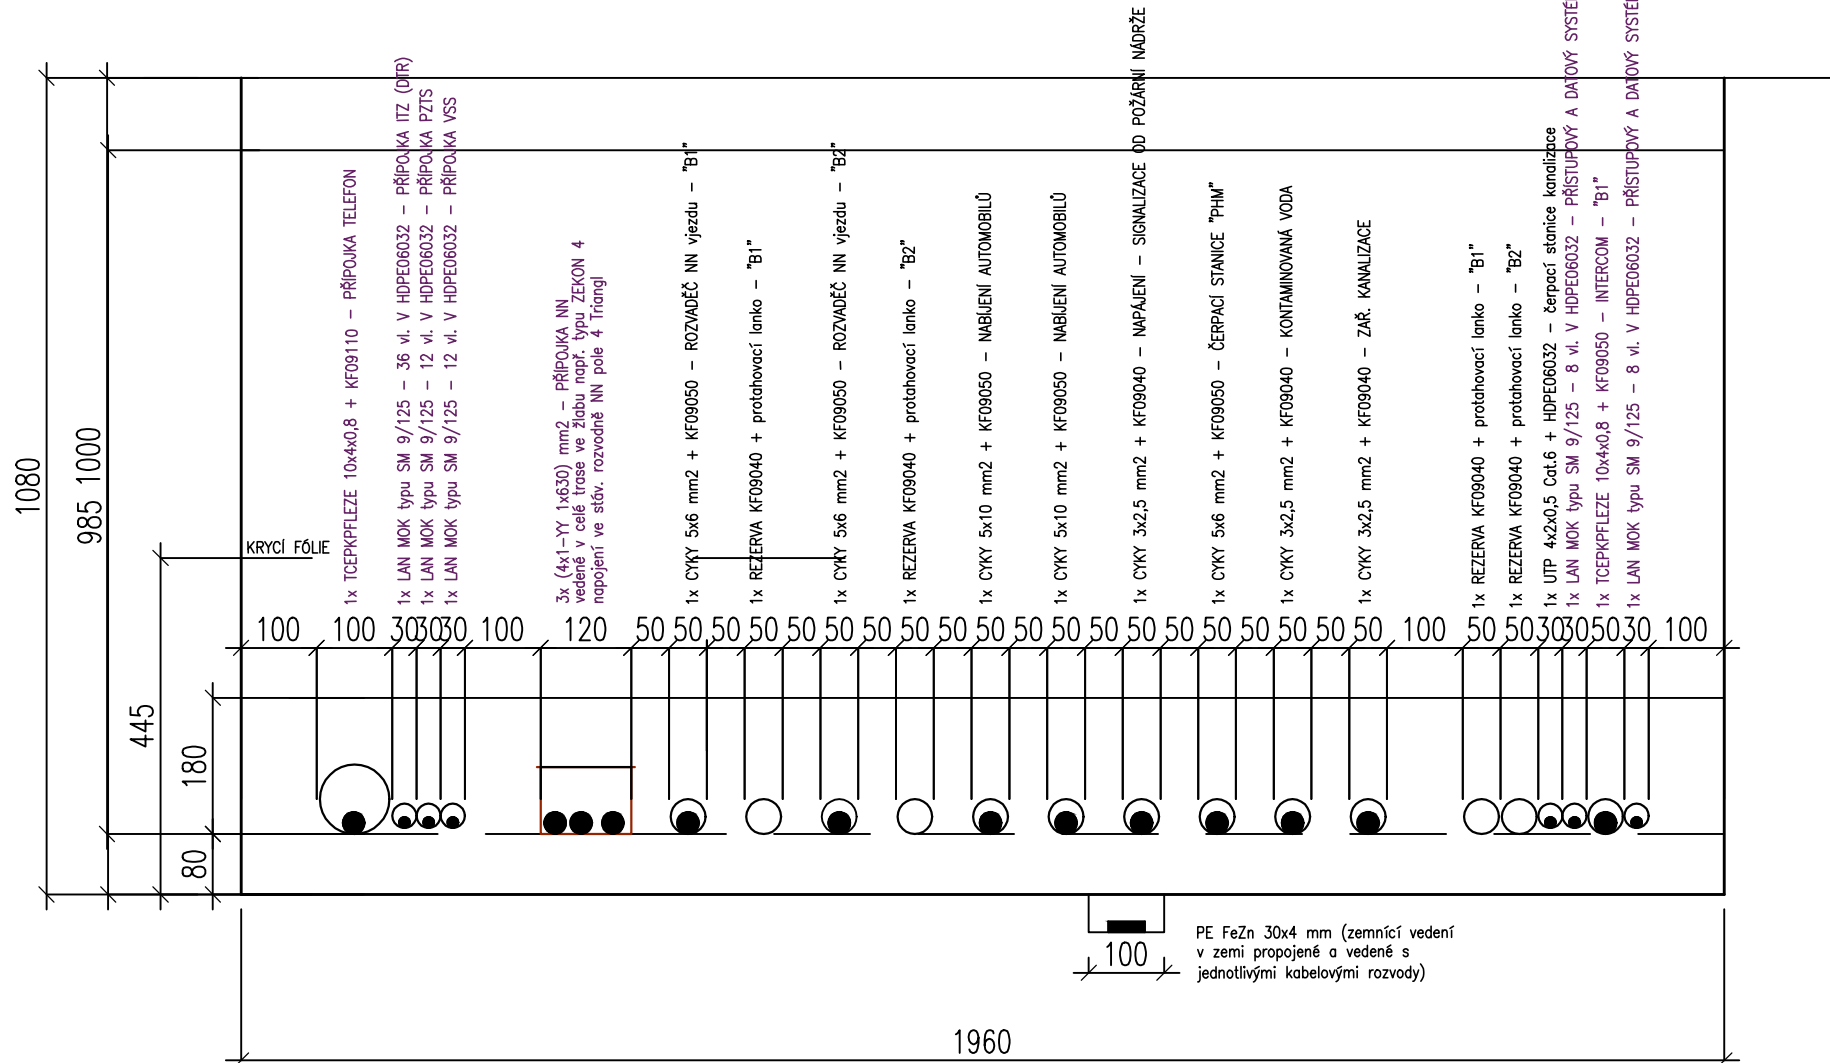 1x TCEPKPFLEZE 10x4x0,8 + KF09110 – PŘÍPOJKA TELEFON
1x LAN MOK typu SM 9/125 – 36 vl. V HDPE06032 – PŘÍPOJKA ITZ (DTR)
1x LAN MOK typu SM 9/125 – 12 vl. V HDPE06032 – PŘÍPOJKA PZTS
1x LAN MOK typu SM 9/125 – 12 vl. V HDPE06032 – PŘÍPOJKA VSS
3x (4x1–YY 1x630) mm2 – PŘÍPOJKA NN
vedené v celé trase ve žlabu např. typu ZEKON 4
napojení ve stáv. rozvodně NN pole 4 Triangl
1x CYKY 5x6 mm2 + KF09050 – ROZVADĚČ NN vjezdu – "B1"
1x REZERVA KF09040 + protahovací lanko – "B1"
1x CYKY 5x6 mm2 + KF09050 – ROZVADĚČ NN vjezdu – "B2"
1x REZERVA KF09040 + protahovací lanko – "B2"
1x CYKY 5x10 mm2 + KF09050 – NABÍJENÍ AUTOMOBILŮ
1x CYKY 5x10 mm2 + KF09050 – NABÍJENÍ AUTOMOBILŮ
1x CYKY 3x2,5 mm2 + KF09040 – NAPÁJENÍ – SIGNALIZACE OD POŽÁRNÍ NÁDRŽE
1x CYKY 5x6 mm2 + KF09050 – ČERPACÍ STANICE "PHM"
1x CYKY 3x2,5 mm2 + KF09040 – KONTAMINOVANÁ VODA
1x CYKY 3x2,5 mm2 + KF09040 – ZAŘ. KANALIZACE
1x REZERVA KF09040 + protahovací lanko – "B1"
1x REZERVA KF09040 + protahovací lanko – "B2"
1x UTP 4x2x0,5 Cat.6 + HDPE06032 – čerpací stanice kanalizace
1x LAN MOK typu SM 9/125 – 8 vl. V HDPE06032 – PŘÍSTUPOVÝ A DATOVÝ
1x TCEPKPFLEZE 10x4x0,8 + KF09050 – INTERCOM – "B1"
1x LAN MOK typu SM 9/125 – 8 vl. V HDPE06032 – PŘÍSTUPOVÝ A DATOVÝ
1080
985 1000
KRYCÍ FÓLIE
445
180
80
100 100 30 30 30 100 120 50 50 50 50 50 50 50 50 50 50 50 50 50 50 50 50 50 50 50 50 100 50 50 30 30 50 30 100
PE FeZn 30x4 mm (zemnící vedení
v zemi propojené a vedené s
jednotlivými kabelovými rozvody)
100
1960